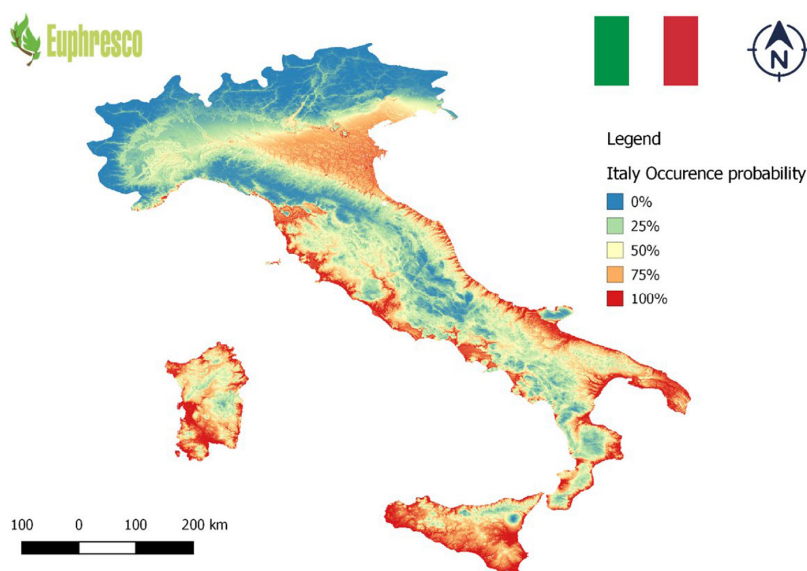 Euphresco
N
Legend
Italy Occurence probability
0%
25%
50%
75%
100%
100 0 100 200 km